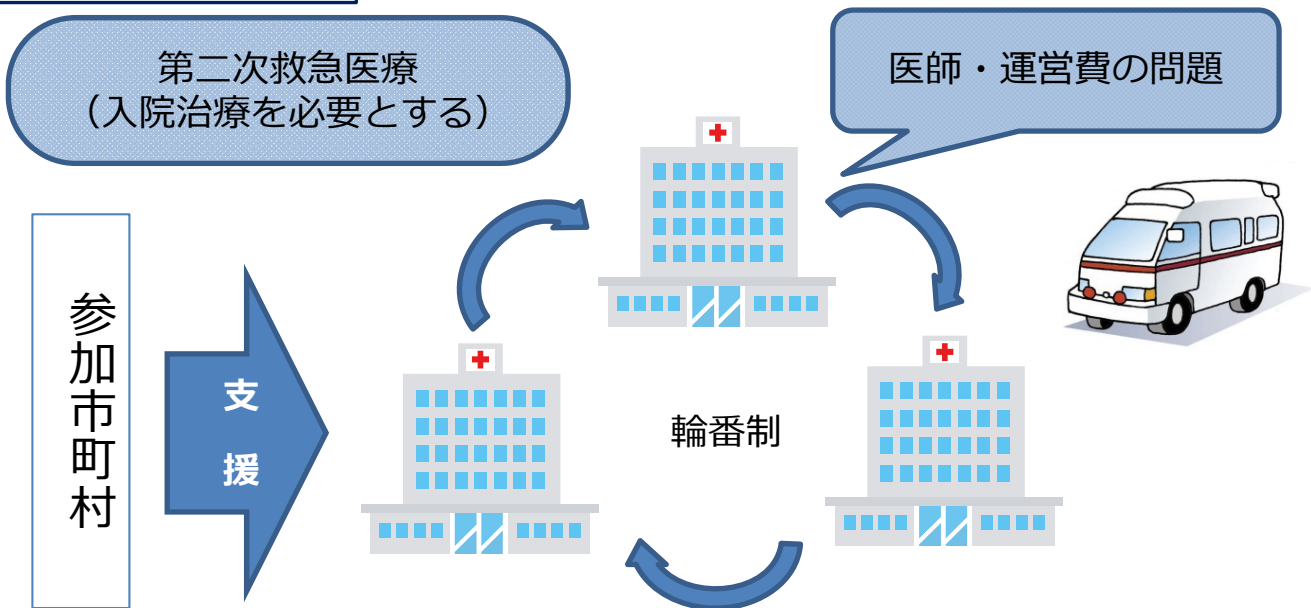 第二次救急医療
（入院治療を必要とする）
医師・運営費の問題
参加市町村
支援
輪番制